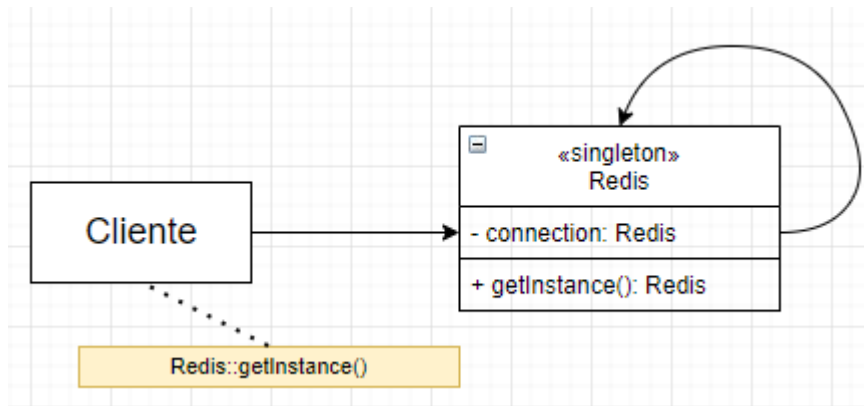 «singleton»
Redis
Cliente
- connection: Redis
+ getInstance(): Redis
Redis::getInstance()